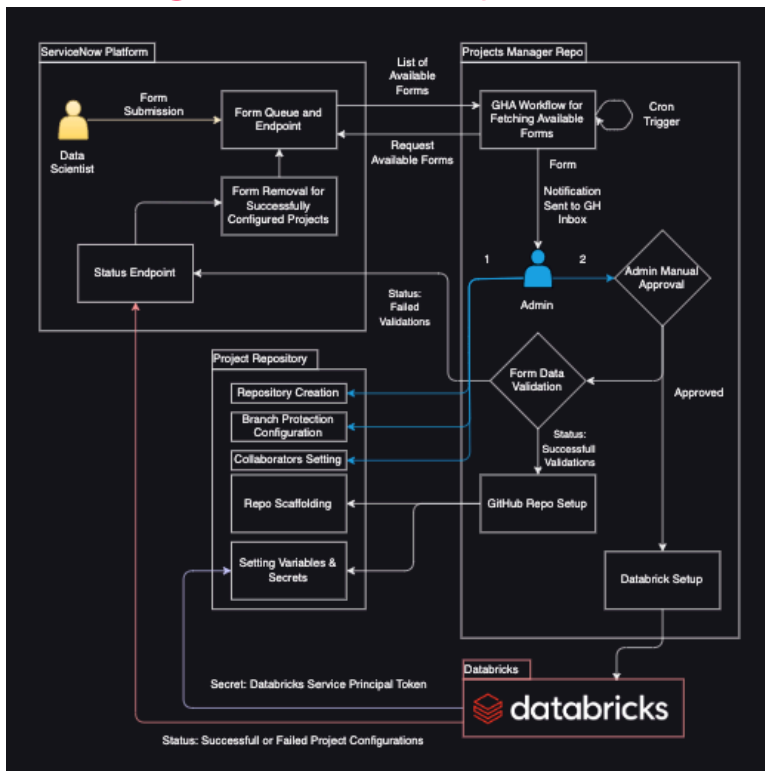 ServiceNow Platform
Form
Submission
Data
Scientist
Form Queue and
Endpoint
Form Removal for
Successfully
Configured Projects
Status Endpoint
List of
Available
Forms
Request
Available Forms
Projects Manager Repo
GHA Workflow for
Fetching Available
Forms
Cron
Trigger
Form
Notification
Sent to GH
Inbox
1
2
Admin
Admin Manual
Approval
Status:
Failed
Validations
Form Data
Validation
Approved
Status:
Successfull
Validations
GitHub Repo Setup
Databrick Setup
Project Repository
Repository Creation
Branch Protection
Configuration
Collaborators Setting
Repo Scaffolding
Setting Variables &
Secrets
Secret: Databricks Service Principal Token
Databricks
databricks
Status: Successfull or Failed Project Configurations